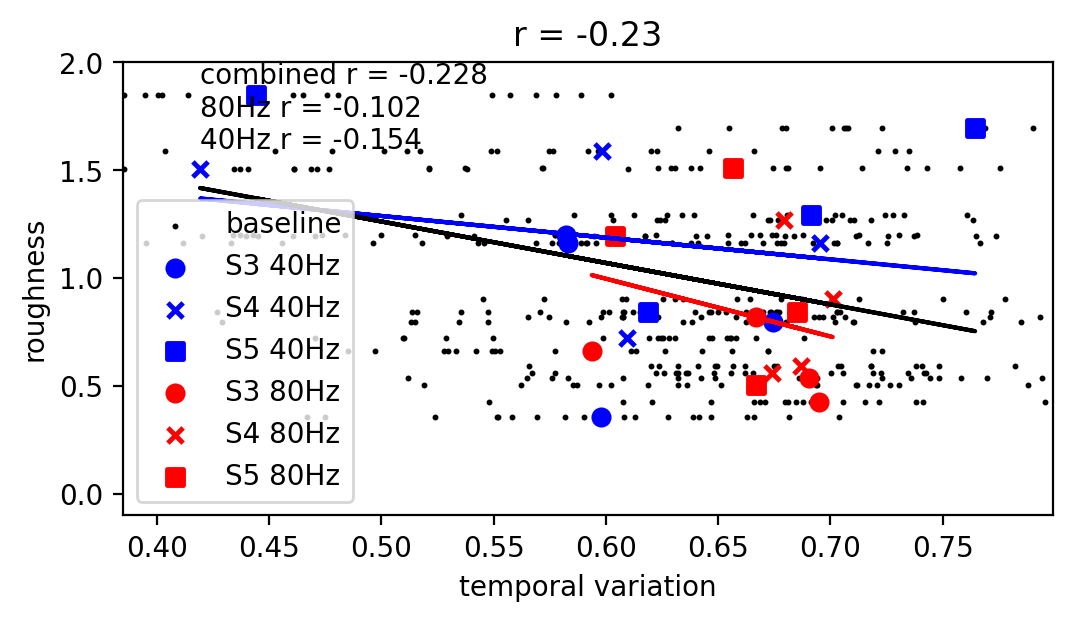 r = -0.23
combined r = -0.228
80Hz r = -0.102
40Hz r = -0.154
2.0
1.5
1.0
0.5
0.0
roughness
baseline
S3 40Hz
S4 40Hz
S5 40Hz
S3 80Hz
S4 80Hz
S5 80Hz
0.40 0.45 0.50 0.55 0.60 0.65 0.70 0.75
temporal variation